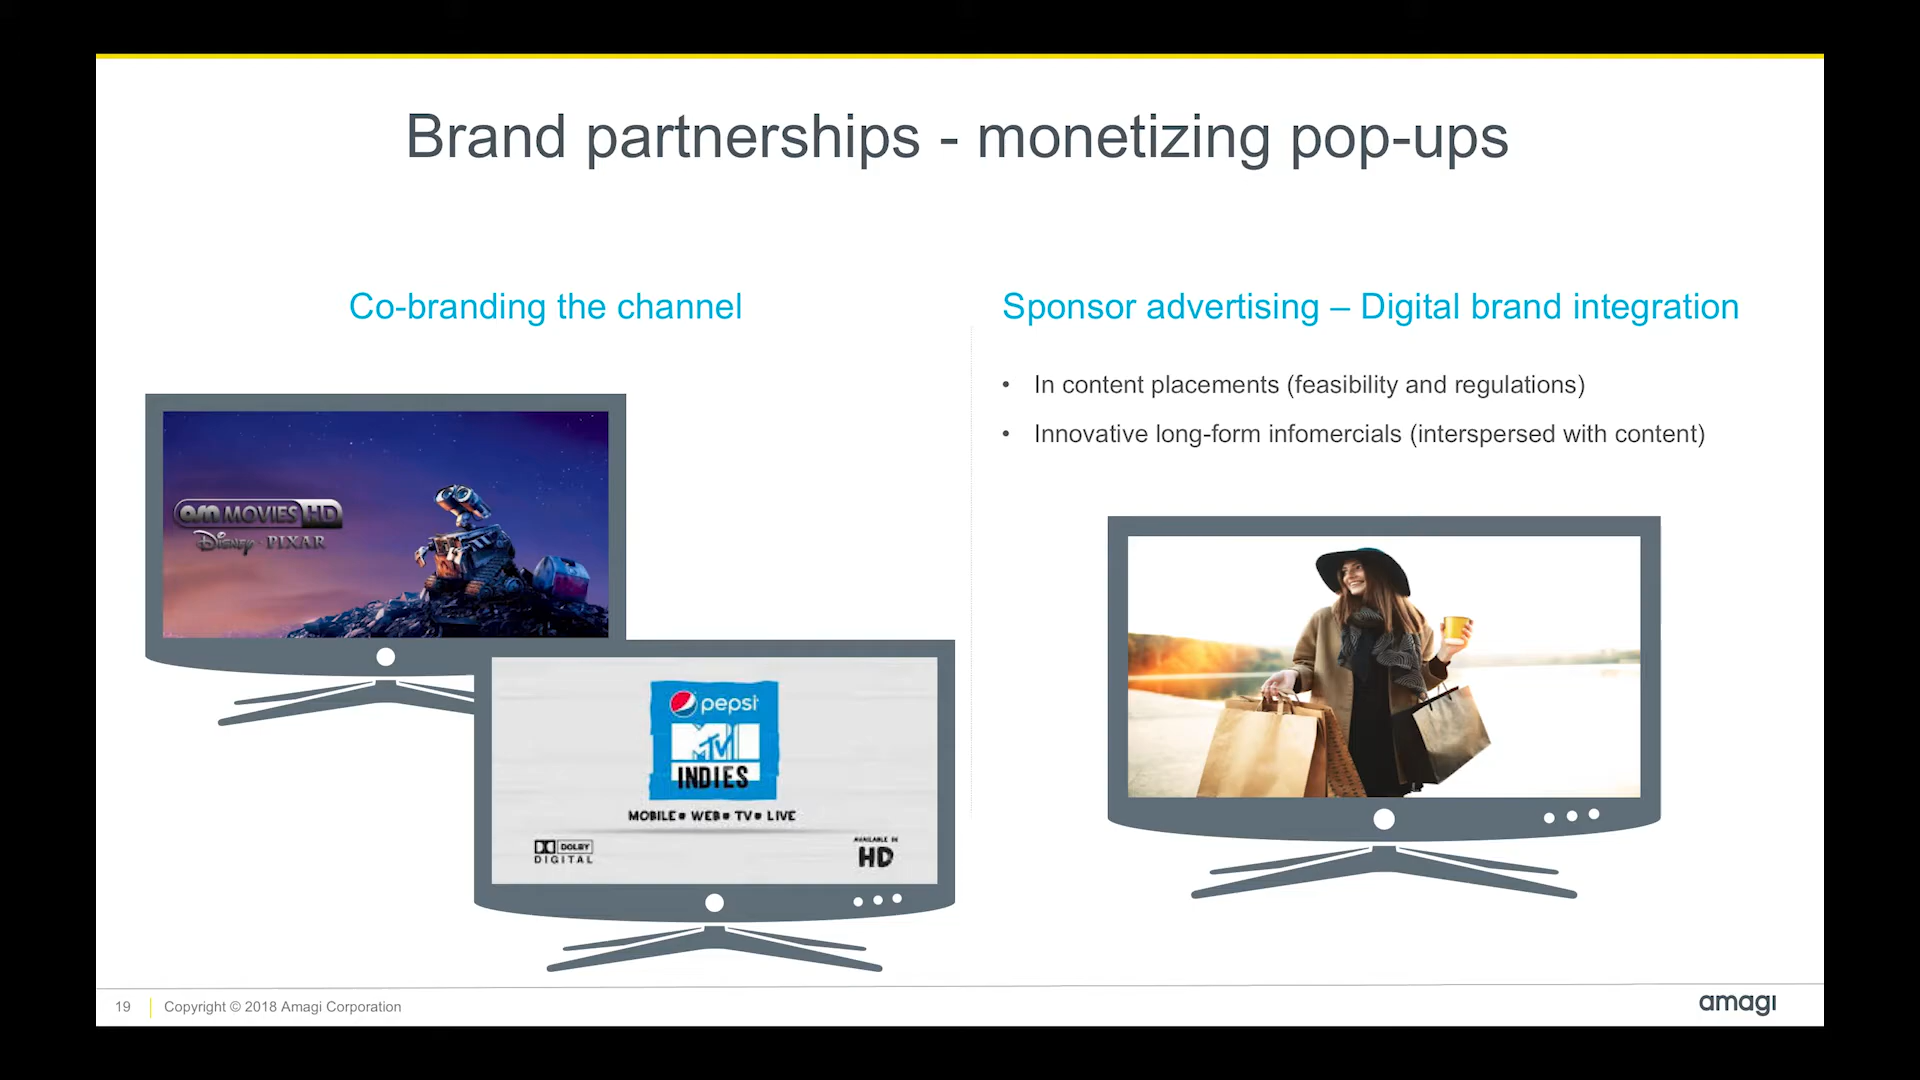 Brand partnerships - monetizing pop-ups
Co-branding the channel
OSN MOVIES HD
Disney · PIXAR
pepsi
MTV
INDIES
MOBILE WEB TV LIVE
DOLBY
DIGITAL
AVAILABLE IN
HD
Sponsor advertising – Digital brand integration
• In content placements (feasibility and regulations)
• Innovative long-form infomercials (interspersed with content)
19
Copyright © 2018 Amagi Corporation
amagi